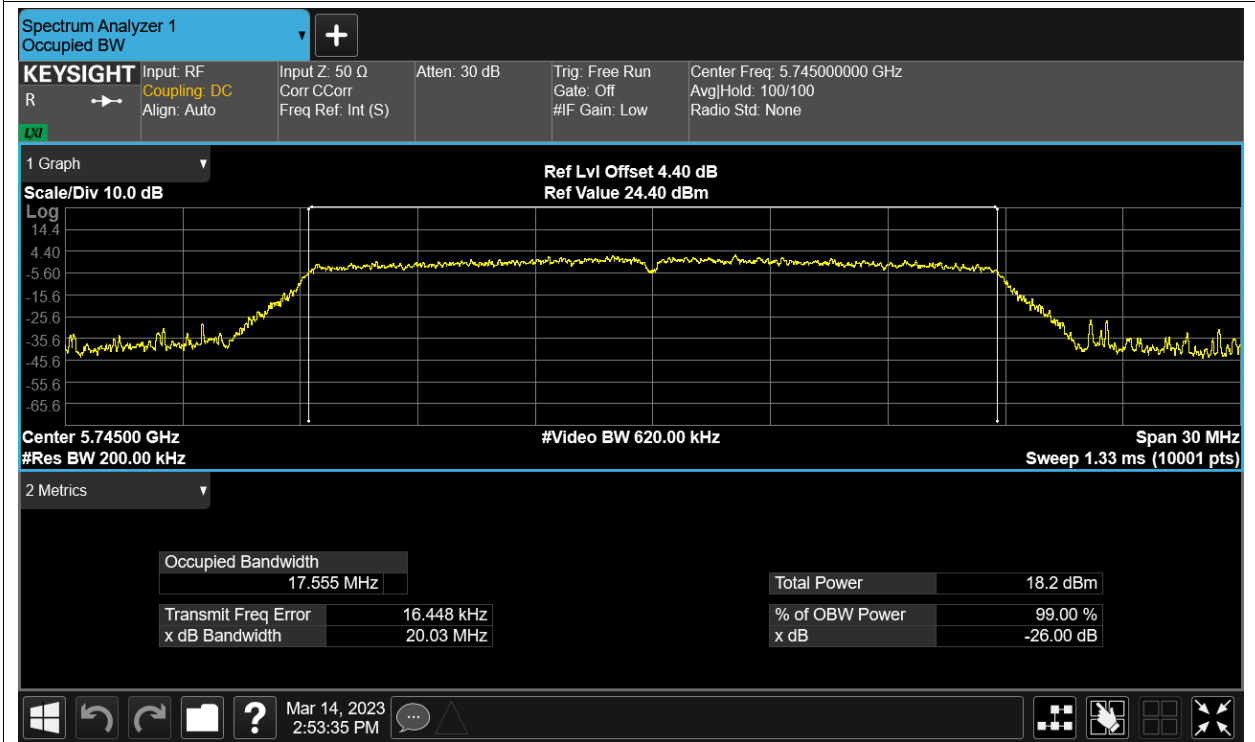 Spectrum Analyzer 1
Occupied BW
KEYSIGHT
R
LXI
Input: RF
Coupling: DC
Align: Auto
Input Z: 50 Ω
Corr CCorr
Freq Ref: Int (S)
Atten: 30 dB
Trig: Free Run
Gate: Off
#IF Gain: Low
Center Freq: 5.745000000 GHz
Avg|Hold: 100/100
Radio Std: None
1 Graph
Scale/Div 10.0 dB
Ref Lvl Offset 4.40 dB
Ref Value 24.40 dBm
Log
14.4
4.40
-5.60
-15.6
-25.6
-35.6
-45.6
-55.6
-65.6
Center 5.74500 GHz
#Res BW 200.00 kHz
#Video BW 620.00 kHz
Span 30 MHz
Sweep 1.33 ms (10001 pts)
2 Metrics
Occupied Bandwidth
17.555 MHz
Transmit Freq Error 16.448 kHz
x dB Bandwidth 20.03 MHz
Total Power 18.2 dBm
% of OBW Power 99.00 %
x dB -26.00 dB
?
Mar 14, 2023
2:53:35 PM